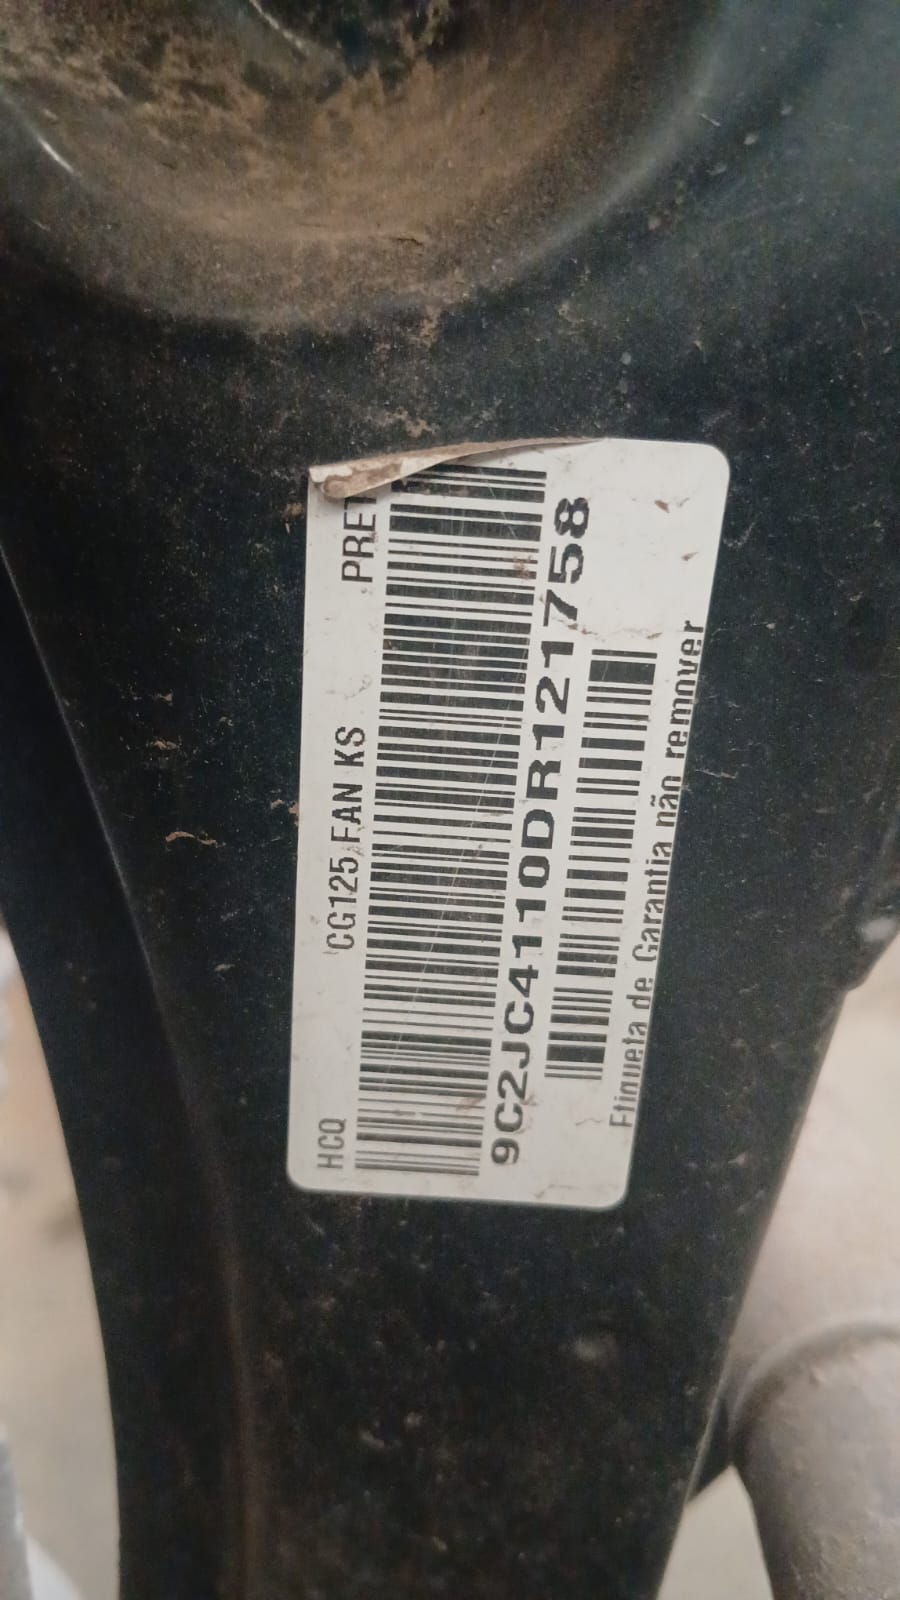 HCQ CG125 FAN KS PRET
9C2JC4110DR121758
Etiqueta de Garantia não remover